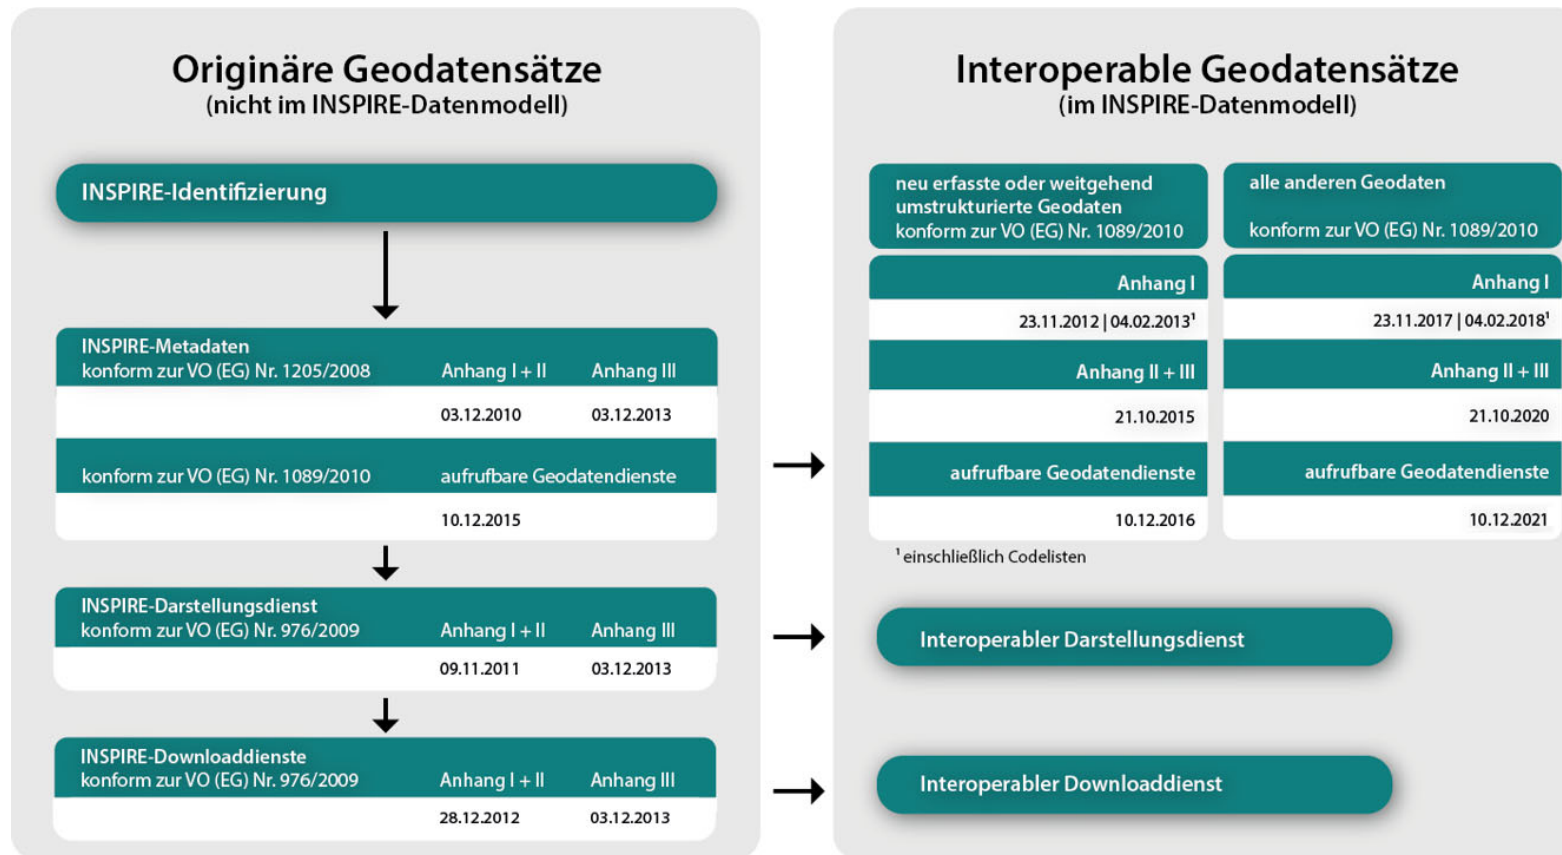 Originäre Geodatensätze
(nicht im INSPIRE-Datenmodell)
INSPIRE-Identifizierung
INSPIRE-Metadaten
konform zur VO (EG) Nr. 1205/2008 Anhang I + II Anhang III
03.12.2010 03.12.2013
konform zur VO (EG) Nr. 1089/2010 aufrufbare Geodatendienste
10.12.2015
INSPIRE-Darstellungsdienst
konform zur VO (EG) Nr. 976/2009 Anhang I + II Anhang III
09.11.2011 03.12.2013
INSPIRE-Downloaddienste
konform zur VO (EG) Nr. 976/2009 Anhang I + II Anhang III
28.12.2012 03.12.2013
Interoperable Geodatensätze
(im INSPIRE-Datenmodell)
neu erfasste oder weitgehend
umstrukturierte Geodaten
konform zur VO (EG) Nr. 1089/2010
Anhang I
23.11.2012 | 04.02.2013¹
Anhang II + III
21.10.2015
aufrufbare Geodatendienste
10.12.2016
alle anderen Geodaten
konform zur VO (EG) Nr. 1089/2010
Anhang I
23.11.2017 | 04.02.2018¹
Anhang II + III
21.10.2020
aufrufbare Geodatendienste
10.12.2021
¹ einschließlich Codelisten
Interoperabler Darstellungsdienst
Interoperabler Downloaddienst